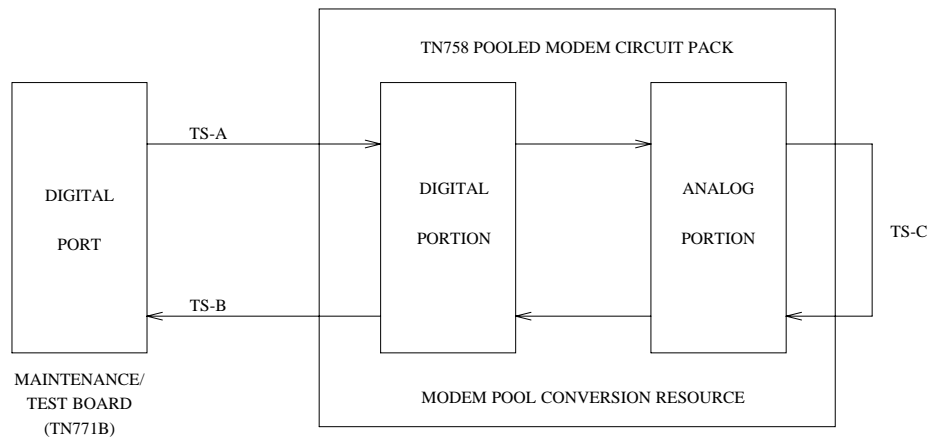 TN758 POOLED MODEM CIRCUIT PACK
TS-A
DIGITAL
PORT
DIGITAL
PORTION
ANALOG
PORTION
TS-C
TS-B
MAINTENANCE/
TEST BOARD
(TN771B)
MODEM POOL CONVERSION RESOURCE